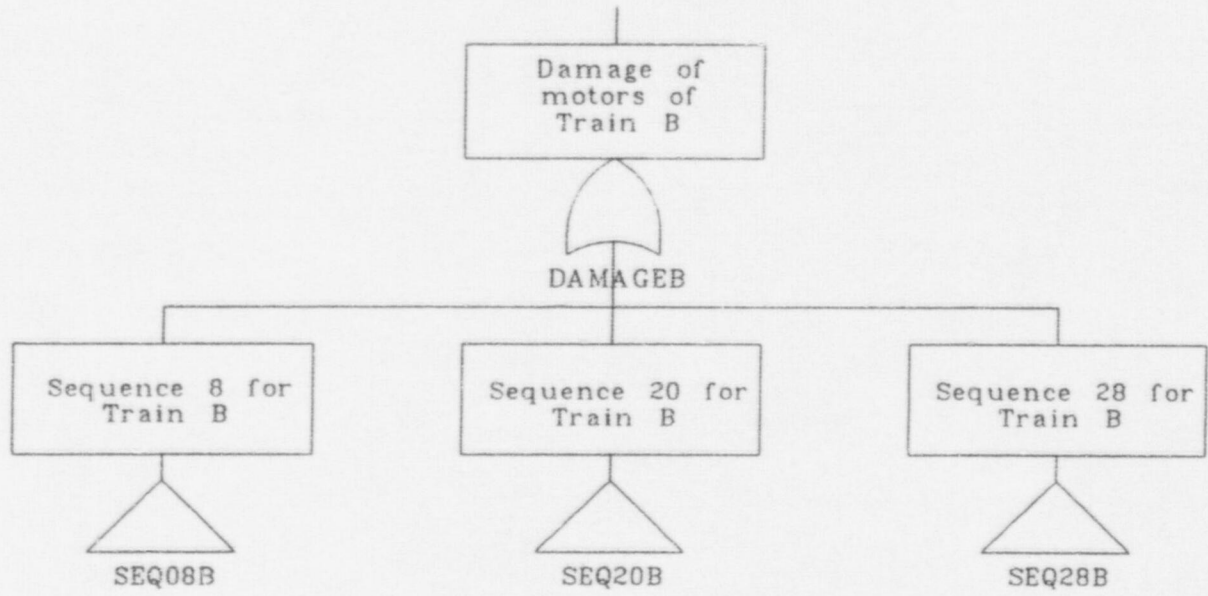 Damage of
motors of
Train B
DAMAGEB
Sequence 8 for
Train B
Sequence 20 for
Train B
Sequence 28 for
Train B
SEQ08B
SEQ20B
SEQ28B